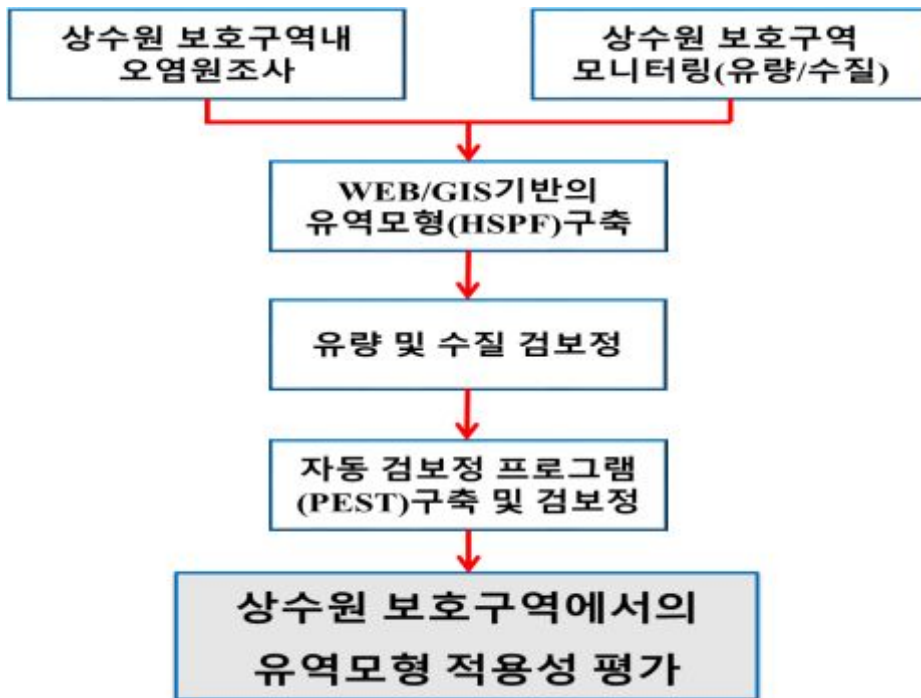 상수원 보호구역내
오염원조사
상수원 보호구역
모니터링(유량/수질)
WEB/GIS기반의
유역모형(HSPF)구축
유량 및 수질 검보정
자동 검보정 프로그램
(PEST)구축 및 검보정
상수원 보호구역에서의
유역모형 적용성 평가